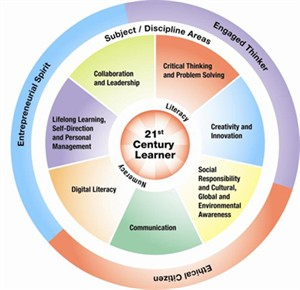 Entrepreneurial Spirit
Engaged Thinker
Ethical Citizen
Subject / Discipline Areas
Collaboration
and Leadership
Critical Thinking
and Problem Solving
Lifelong Learning,
Self-Direction
and Personal
Management
Creativity and
Innovation
Digital Literacy
Social
Responsibility
and Cultural,
Global and
Environmental
Awareness
Communication
Literacy
21st
Century
Learner
Numeracy